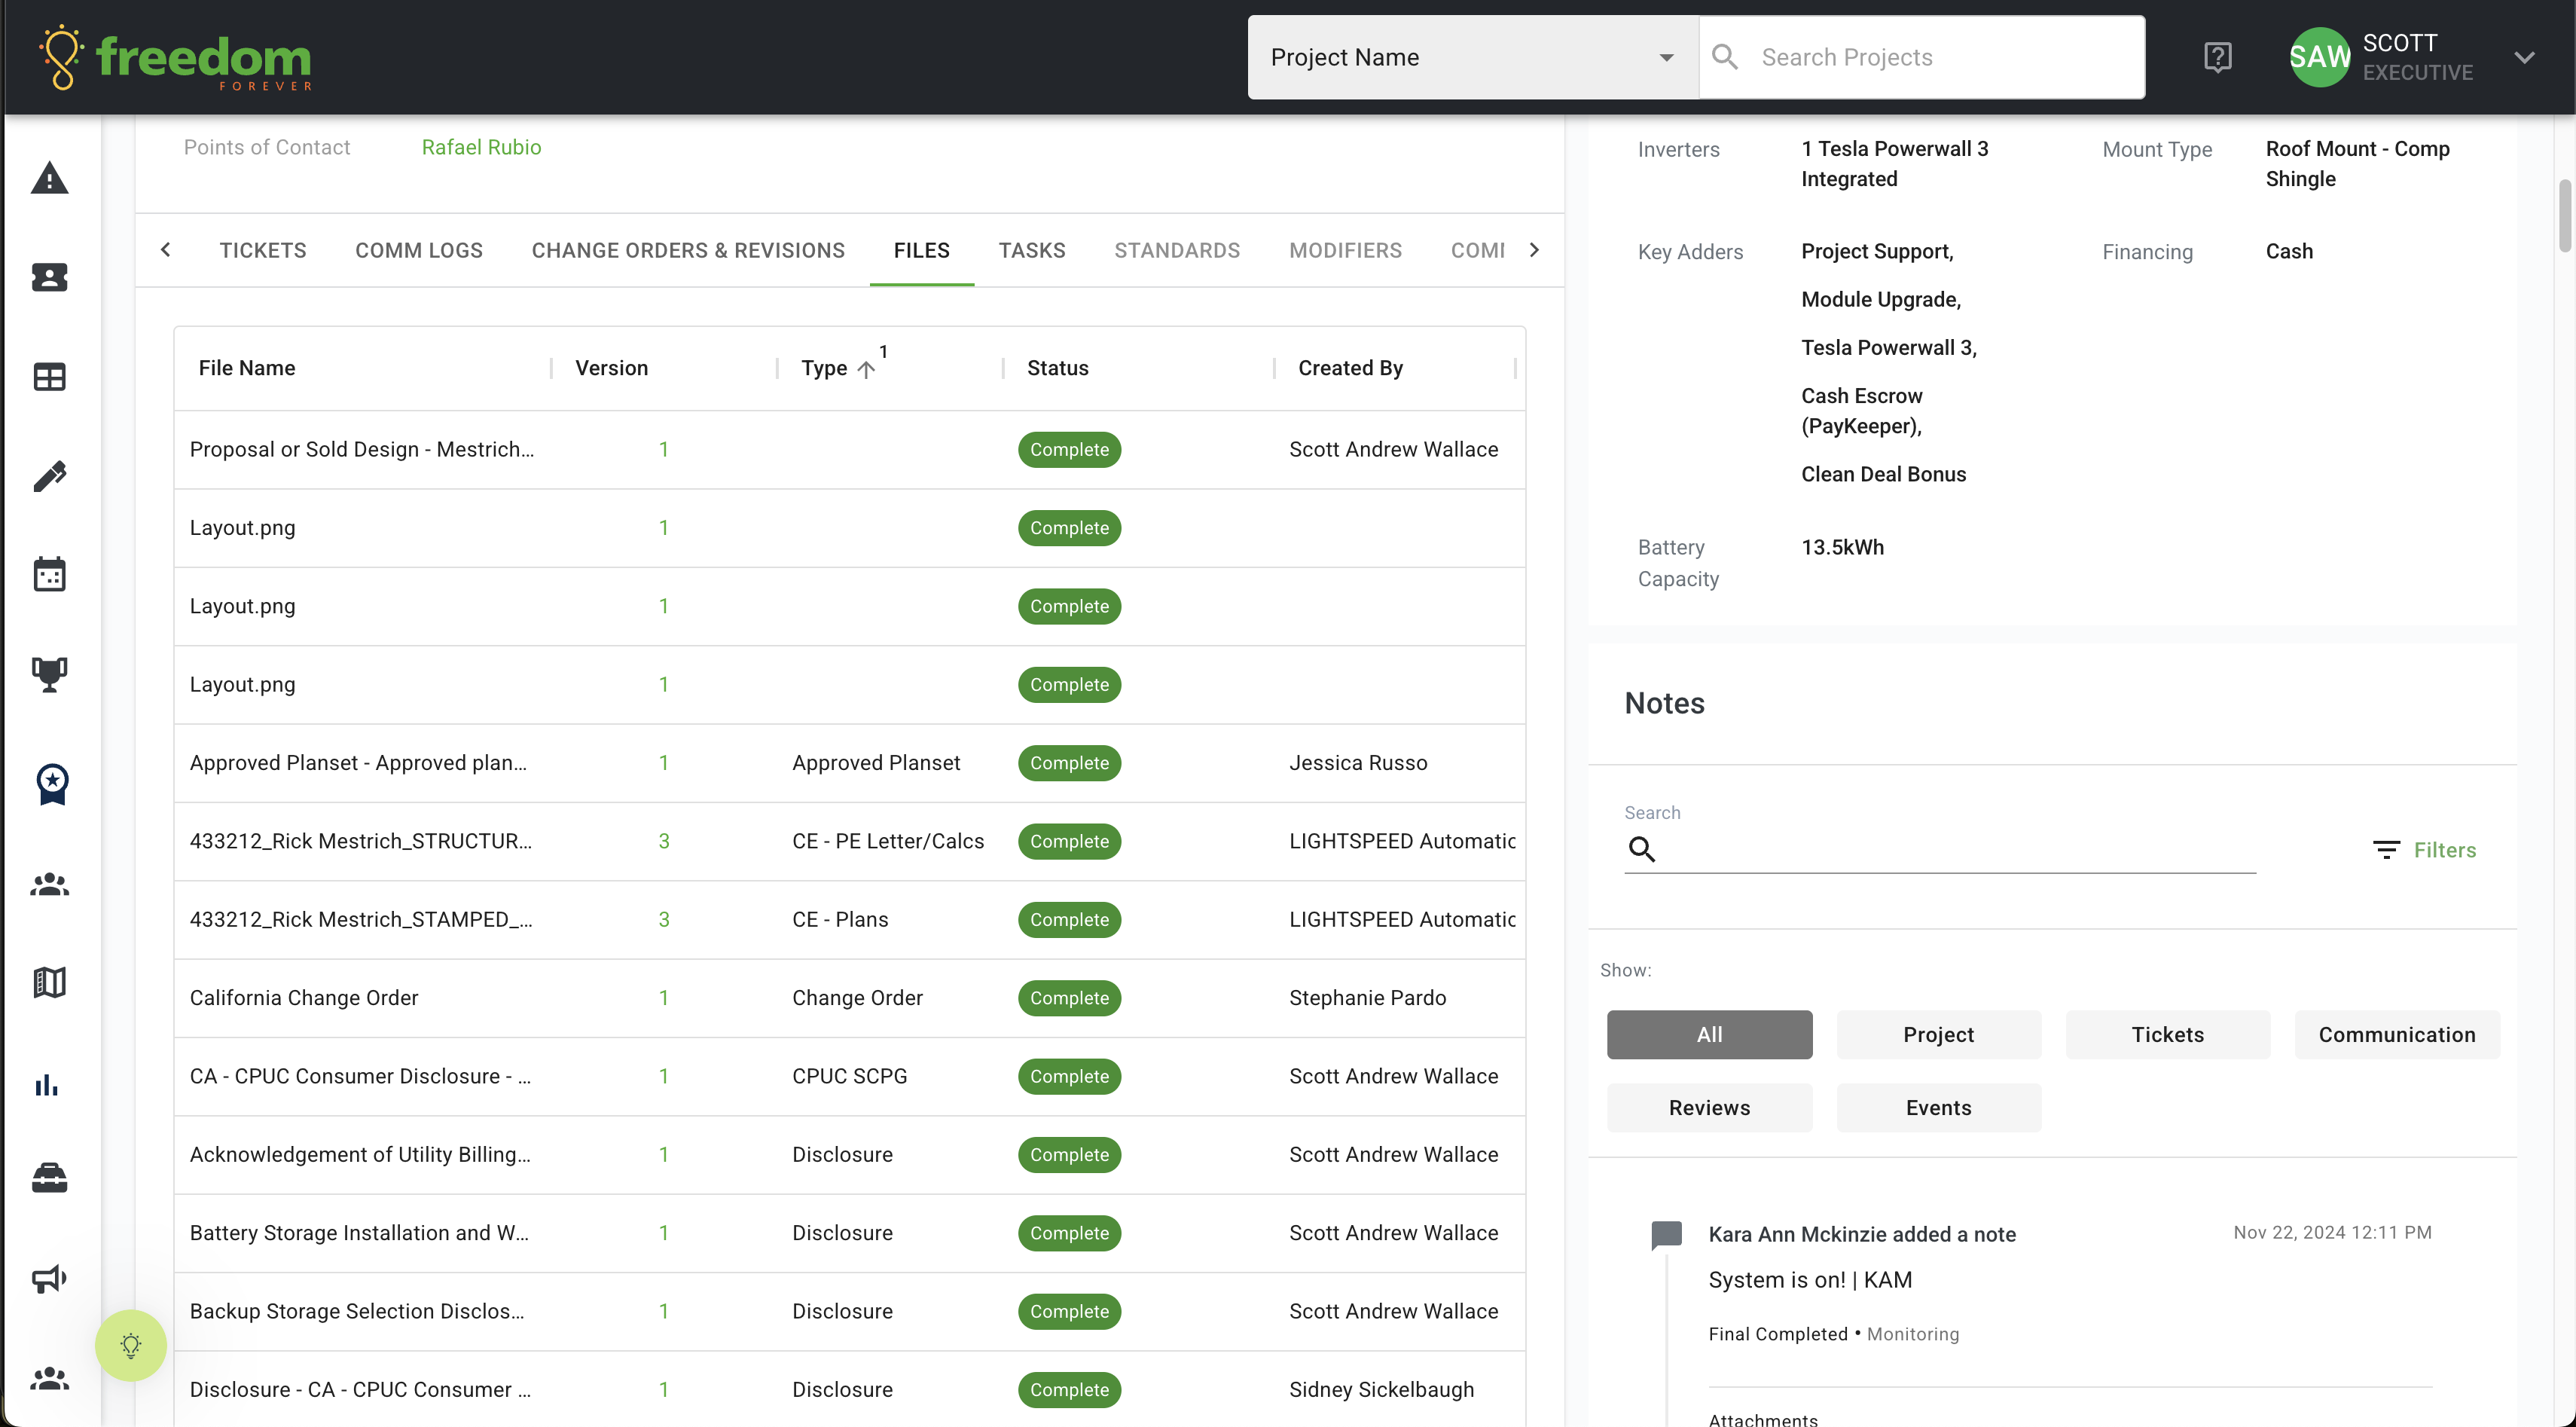 freedom
FOREVER
Project Name
Search Projects
SAW
SCOTT
EXECUTIVE
Points of Contact
Rafael Rubio
TICKETS
COMM LOGS
CHANGE ORDERS & REVISIONS
FILES
TASKS
STANDARDS
MODIFIERS
File Name
Version
Type
1
Status
Created By
Proposal or Sold Design - Mestrich...
1
Complete
Scott Andrew Wallace
Layout.png
1
Complete
Layout.png
1
Complete
Layout.png
1
Complete
Approved Planset - Approved plan...
1
Approved Planset
Complete
Jessica Russo
433212_Rick Mestrich_STRUCTUR...
3
CE - PE Letter/Calcs
Complete
LIGHTSPEED Automatic
433212_Rick Mestrich_STAMPED_...
3
CE - Plans
Complete
LIGHTSPEED Automatic
California Change Order
1
Change Order
Complete
Stephanie Pardo
CA - CPUC Consumer Disclosure - ...
1
CPUC SCPG
Complete
Scott Andrew Wallace
Acknowledgement of Utility Billing...
1
Disclosure
Complete
Scott Andrew Wallace
Battery Storage Installation and W...
1
Disclosure
Complete
Scott Andrew Wallace
Backup Storage Selection Disclos...
1
Disclosure
Complete
Scott Andrew Wallace
Disclosure - CA - CPUC Consumer ...
1
Disclosure
Complete
Sidney Sickelbaugh
Inverters
1 Tesla Powerwall 3
Integrated
Mount Type
Roof Mount - Comp
Shingle
Key Adders
Project Support,
Module Upgrade,
Tesla Powerwall 3,
Cash Escrow
(PayKeeper),
Clean Deal Bonus
Financing
Cash
Battery
Capacity
13.5kWh
Notes
Search
Filters
Show:
All
Project
Tickets
Communication
Reviews
Events
Kara Ann Mckinzie added a note
Nov 22, 2024 12:11 PM
System is on! | KAM
Final Completed • Monitoring
Attachments